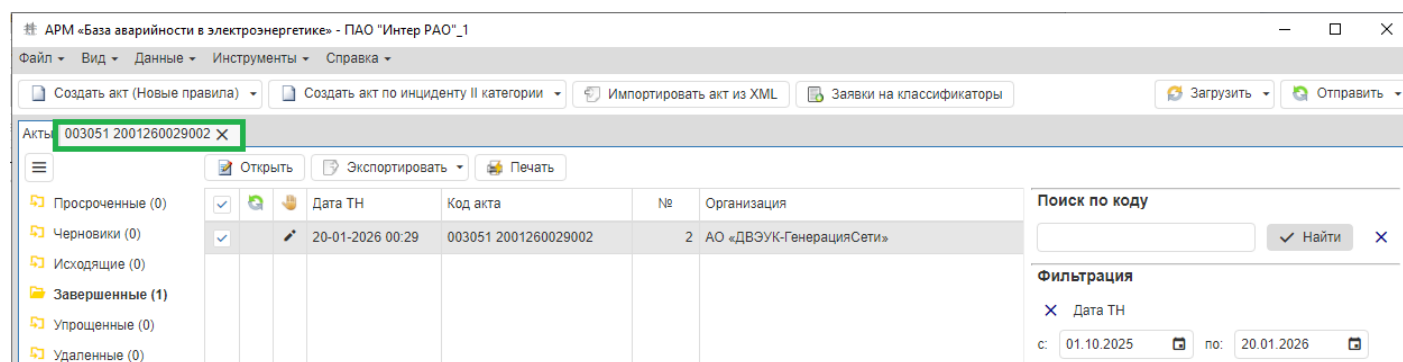 АРМ «База аварийности в электроэнергетике» - ПАО "Интер РАО"_1
Файл Вид Данные Инструменты Справка
Создать акт (Новые правила) Создать акт по инциденту II категории Импортировать акт из XML Заявки на классификаторы Загрузить Отправить
Акты 003051 2001260029002
Открыть Экспортировать Печать
Просроченные (0)
Черновики (0)
Исходящие (0)
Завершенные (1)
Упрощенные (0)
Удаленные (0)
Дата ТН Код акта № Организация
20-01-2026 00:29 003051 2001260029002 2 АО «ДВЭУК-ГенерацияСети»
Поиск по коду
Найти
Фильтрация
Дата ТН
с: 01.10.2025 по: 20.01.2026